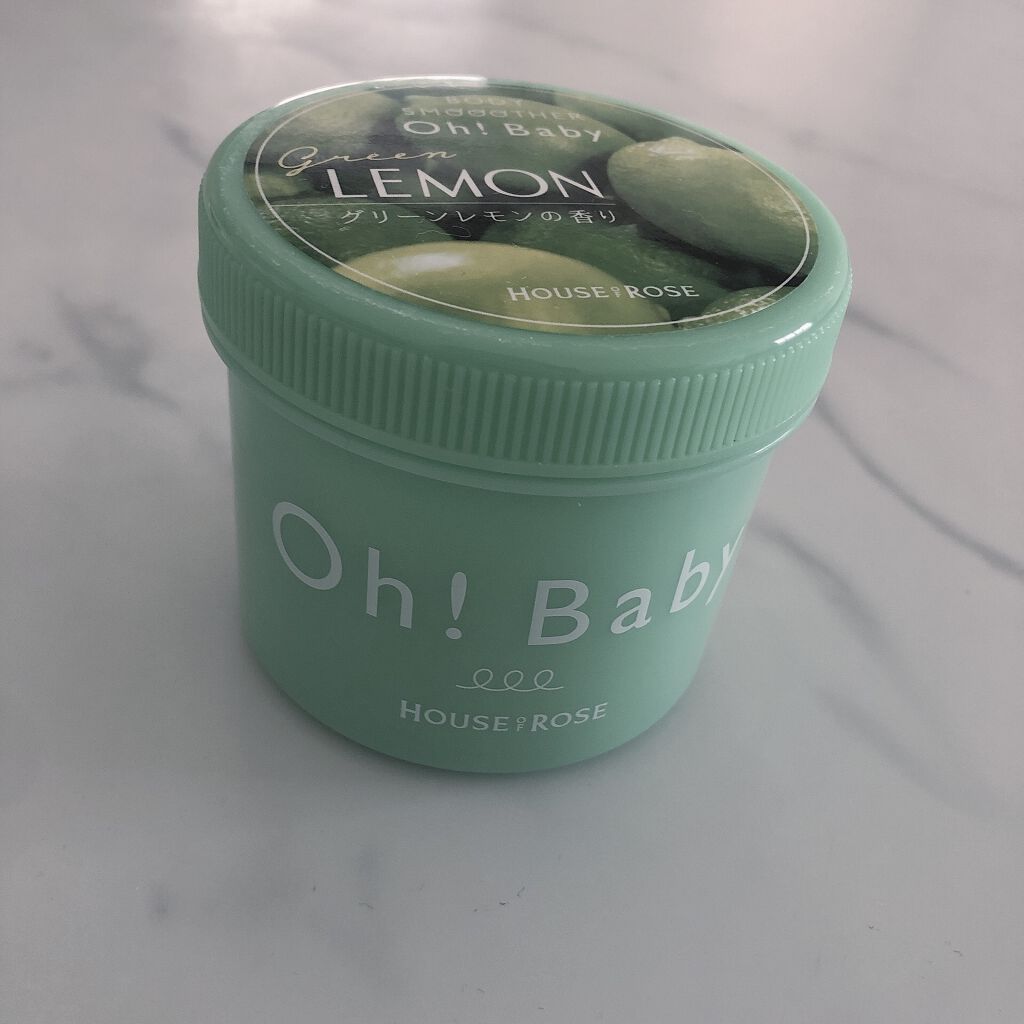 BODY
SMOOOTHER
Oh! Baby
Green
LEMON
グリーンレモンの香り
HOUSE OF ROSE
Oh! Baby
HOUSE OF ROSE